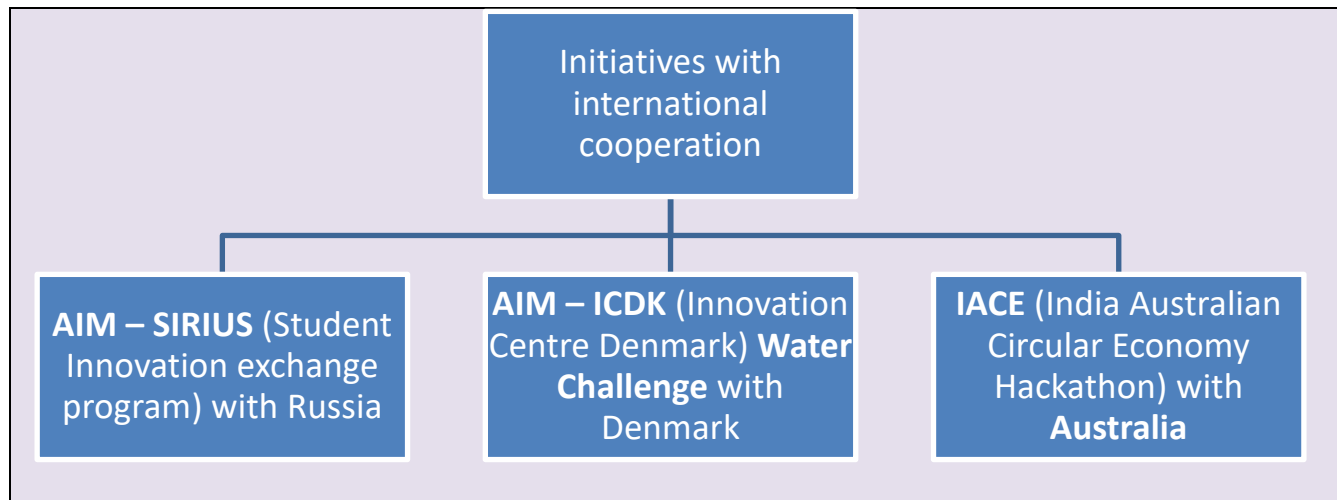 Initiatives with
international
cooperation
AIM – SIRIUS (Student
Innovation exchange
program) with Russia
AIM – ICDK (Innovation
Centre Denmark) Water
Challenge with
Denmark
IACE (India Australian
Circular Economy
Hackathon) with
Australia